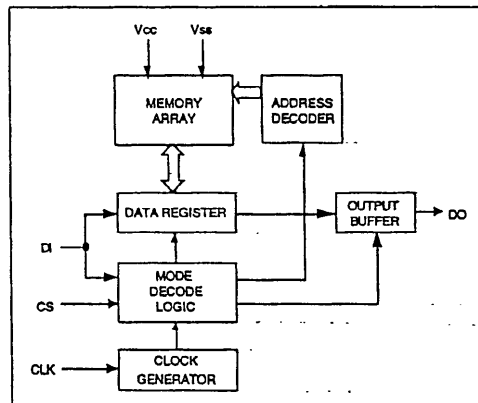 Vcc Vss
MEMORY
ARRAY
ADDRESS
DECODER
DATA REGISTER
OUTPUT
BUFFER
DO
DI
MODE
DECODE
LOGIC
CS
CLK
CLOCK
GENERATOR